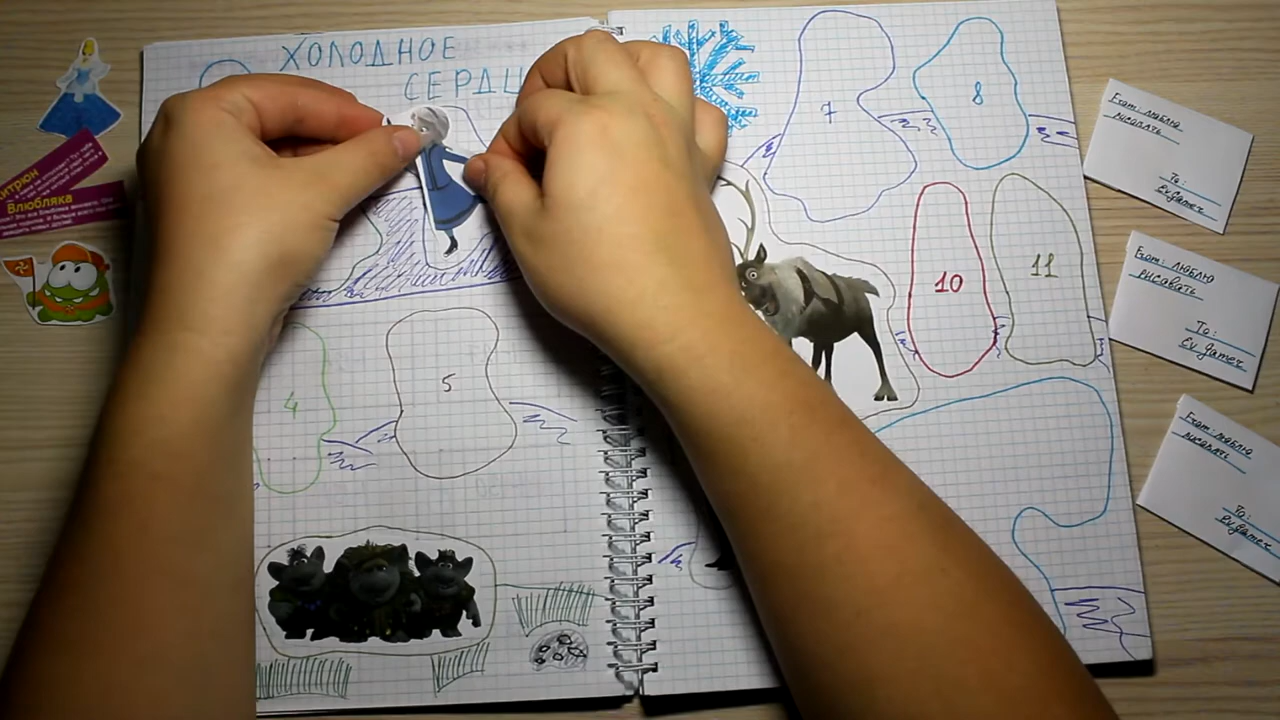 ХОЛОДНОЕ
СЕРДЦ
7
8
10
11
4
5
From: люблю
рисовать
To:
Ev Gamer
From: люблю
рисовать
To:
Ev Gamer
From: люблю
рисовать
To:
Ev Gamer
итрюн
Влюбляка